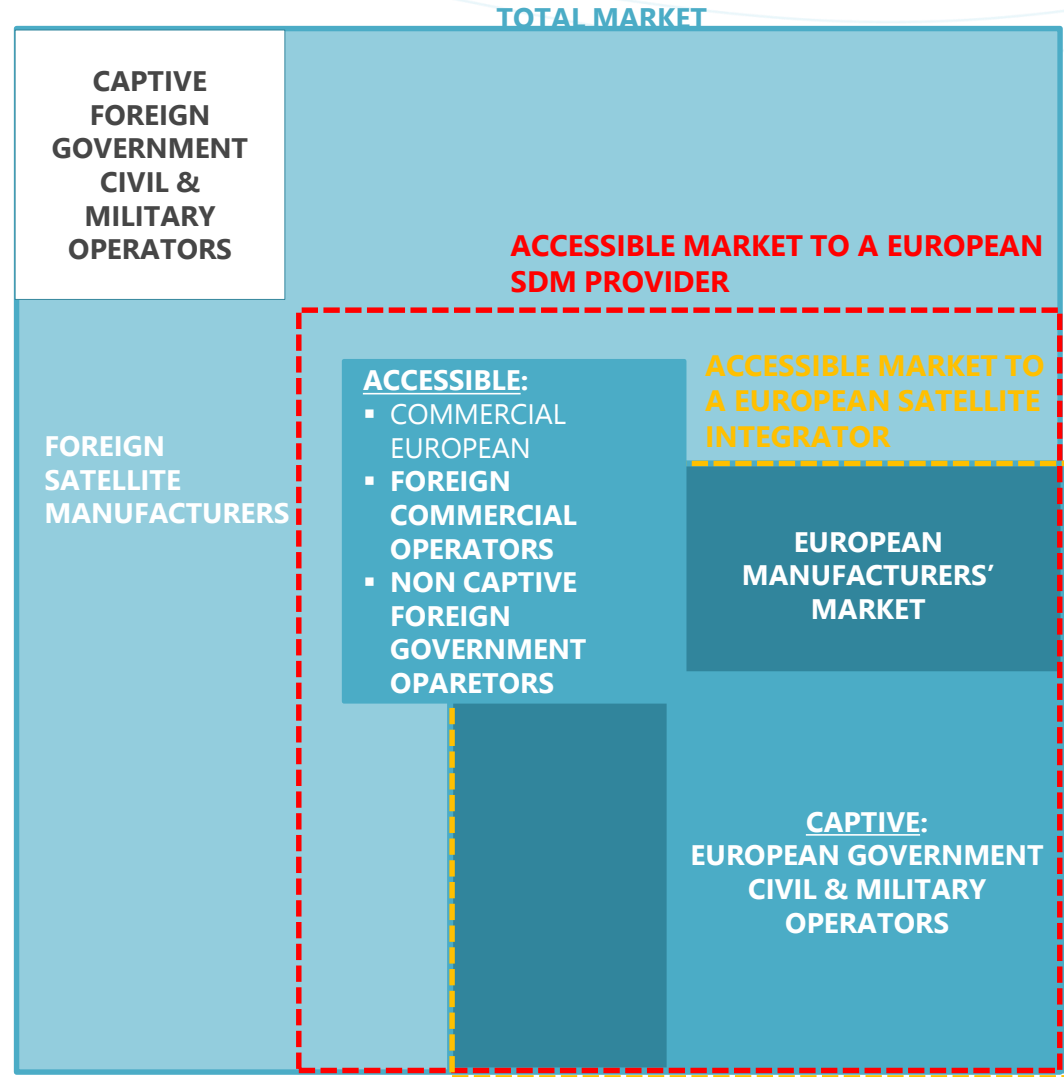 TOTAL MARKET
CAPTIVE
FOREIGN
GOVERNMENT
CIVIL &
MILITARY
OPERATORS
ACCESSIBLE MARKET TO A EUROPEAN
SDM PROVIDER
ACCESSIBLE MARKET TO
A EUROPEAN SATELLITE
INTEGRATOR
ACCESSIBLE:
▪ COMMERCIAL
EUROPEAN
▪ FOREIGN
COMMERCIAL
OPERATORS
▪ NON CAPTIVE
FOREIGN
GOVERNMENT
OPARETORS
FOREIGN
SATELLITE
MANUFACTURERS
EUROPEAN
MANUFACTURERS’
MARKET
CAPTIVE:
EUROPEAN GOVERNMENT
CIVIL & MILITARY
OPERATORS